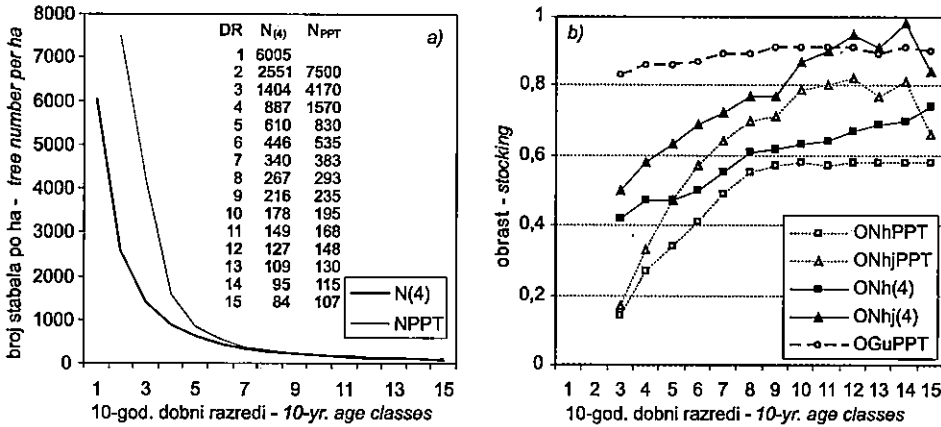 a)
broj stabala po ha - tree number per ha
8000
7000
6000
5000
4000
3000
2000
1000
0
DR N(4) NPPT
1 6005
2 2551 7500
3 1404 4170
4 887 1570
5 610 830
6 446 535
7 340 383
8 267 293
9 216 235
10 178 195
11 149 168
12 127 148
13 109 130
14 95 115
15 84 107
N(4)
NPPT
1 3 5 7 9 11 13 15
10-god. dobni razredi - 10-yr. age classes
b)
obrast - stocking
1
0,8
0,6
0,4
0,2
0
ONhPPT
ONhjPPT
ONh(4)
ONhj(4)
OGuPPT
1 2 3 4 5 6 7 8 9 10 11 12 13 14 15
10-god. dobni razredi - 10-yr. age classes